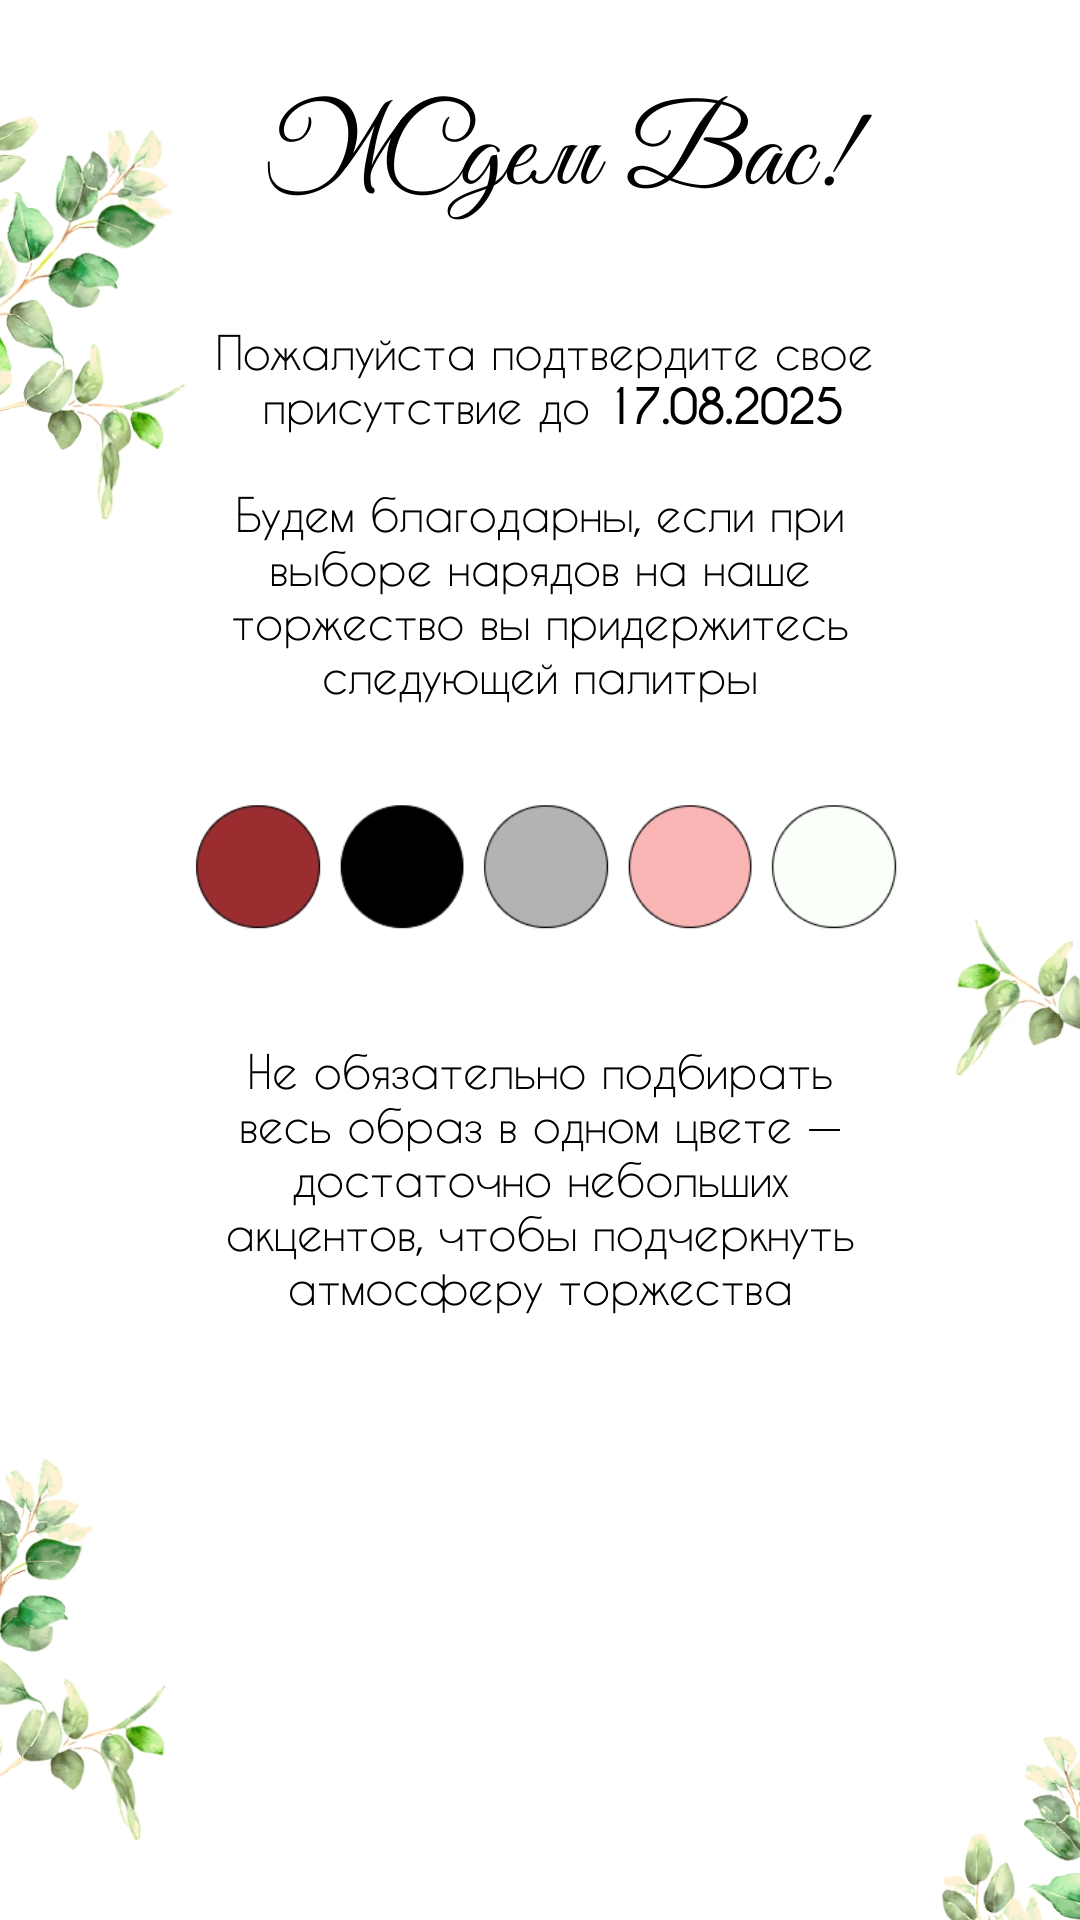 Ждем Вас!
Пожалуйста подтвердите свое
присутствие до 17.08.2025
Будем благодарны, если при
выборе нарядов на наше
торжество вы придержитесь
следующей палитры
Не обязательно подбирать
весь образ в одном цвете —
достаточно небольших
акцентов, чтобы подчеркнуть
атмосферу торжества